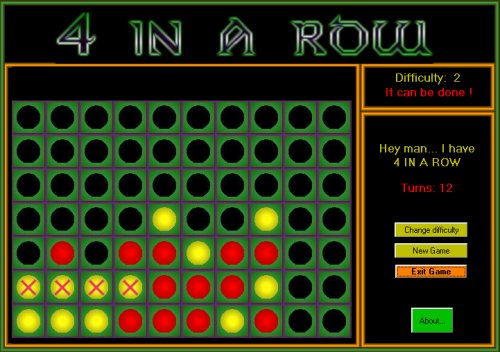 4 IN A ROW
Difficulty: 2
It can be done !
Hey man... I have
4 IN A ROW
Turns: 12
Change difficulty
New Game
Exit Game
About...